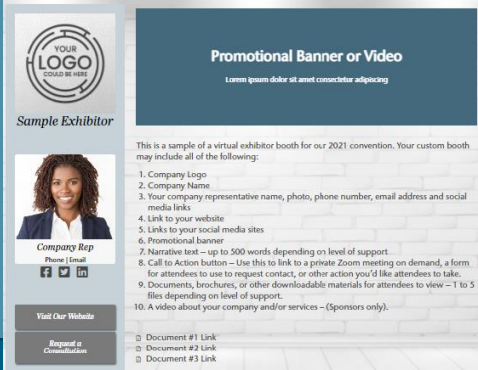 YOUR
LOGO
COULD BE HERE
Sample Exhibitor
Company Rep
Phone | Email
Visit Our Website
Request a
Consultation
Promotional Banner or Video
Lorem ipsum dolor sit amet consectetur adipiscing
This is a sample of a virtual exhibitor booth for our 2021 convention. Your custom booth
may include all of the following:
1. Company Logo
2. Company Name
3. Your company representative name, photo, phone number, email address and social
media links
4. Link to your website
5. Links to your social media sites
6. Promotional banner
7. Narrative text – up to 500 words depending on level of support
8. Call to Action button – Use this to link to a private Zoom meeting on demand, a form
for attendees to use to request contact, or other action you'd like attendees to take.
9. Documents, brochures, or other downloadable materials for attendees to view – 1 to 5
files depending on level of support.
10. A video about your company and/or services – (Sponsors only).
Document #1 Link
Document #2 Link
Document #3 Link